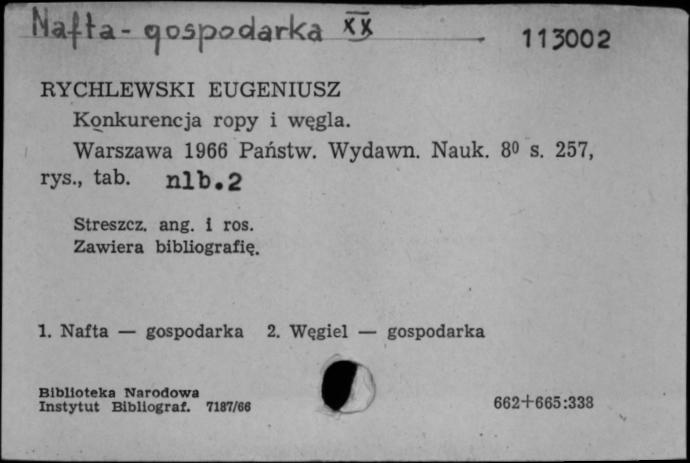 Nafta - gospodarka XX
113002
RYCHLEWSKI EUGENIUSZ
Konkurencja ropy i węgla.
Warszawa 1966 Państw. Wydawn. Nauk. 8⁰ s. 257,
rys., tab. nlb.2
Streszcz. ang. i ros.
Zawiera bibliografię.
1. Nafta — gospodarka 2. Węgiel — gospodarka
Biblioteka Narodowa
Instytut Bibliograf. 7187/66
662+665:338